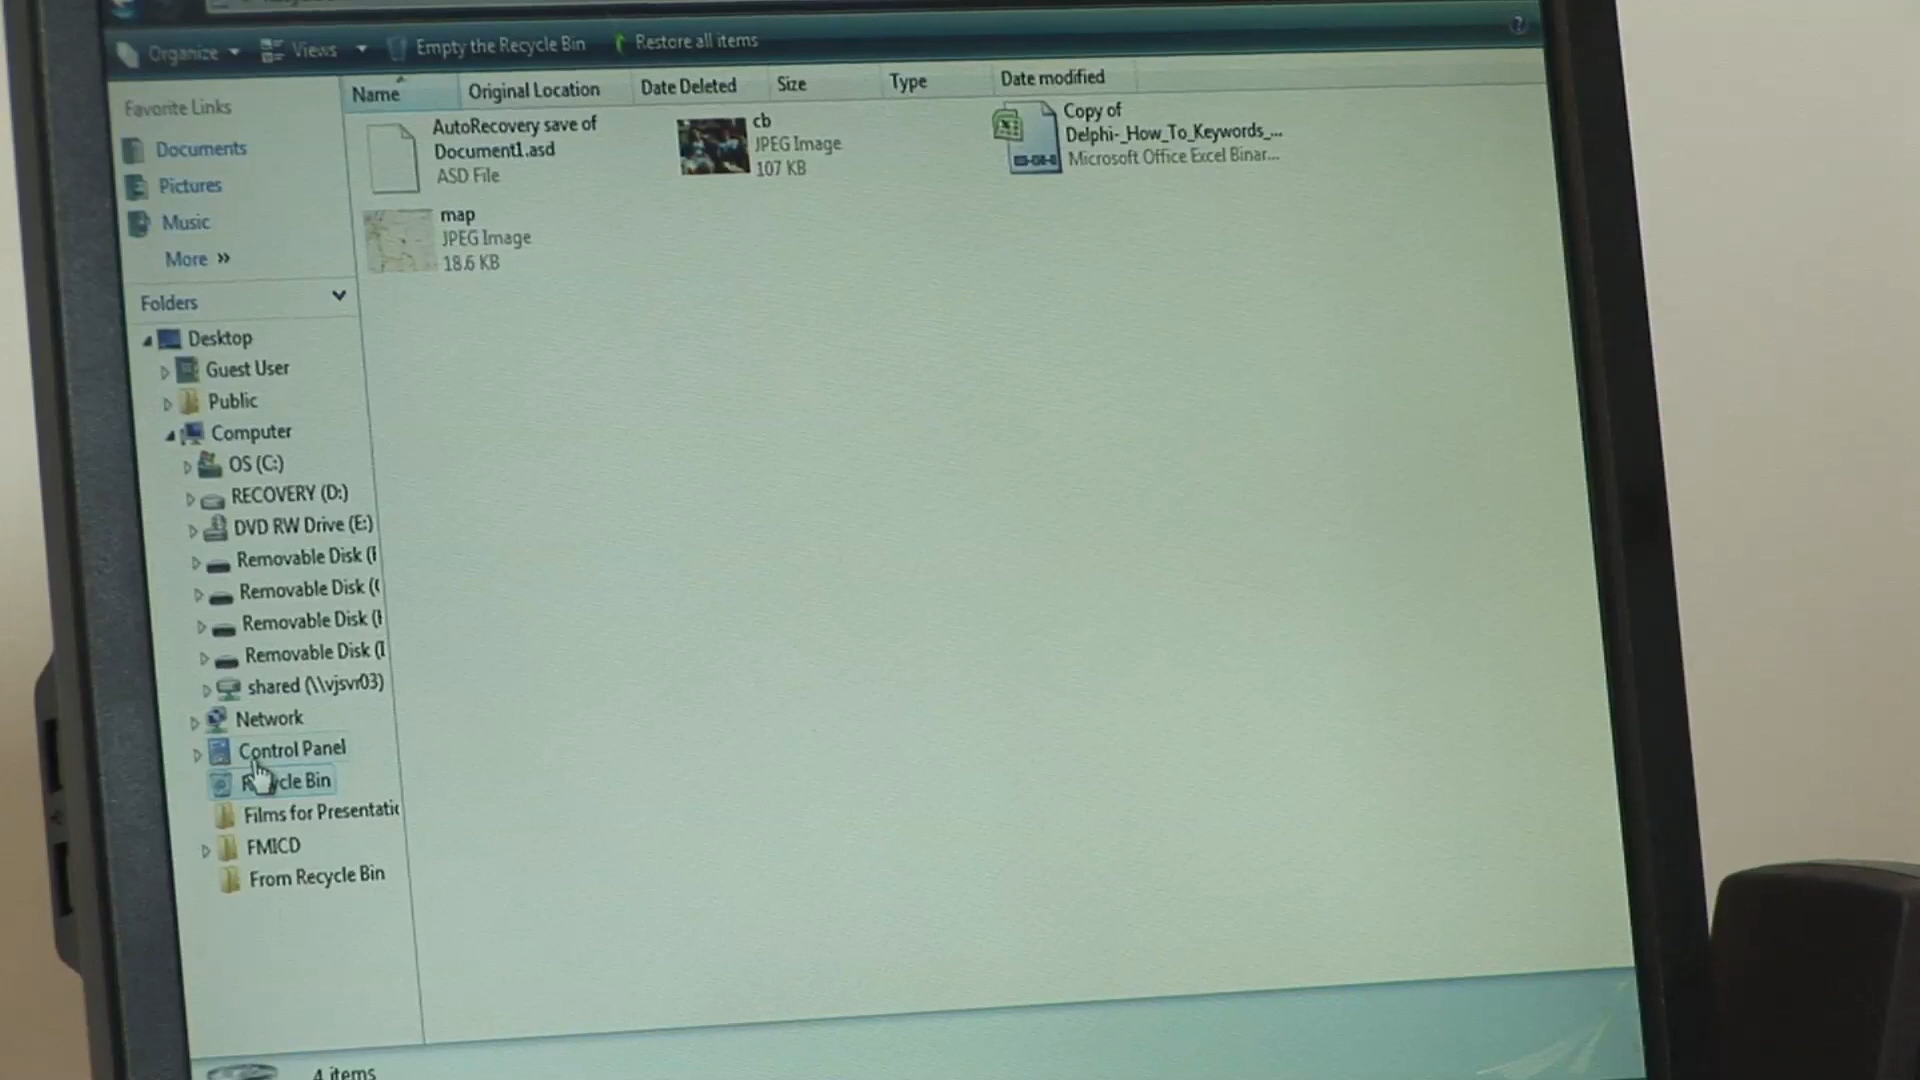 Organize Views Empty the Recycle Bin Restore all items
Favorite Links
Documents
Pictures
Music
More »
Folders
Desktop
Guest User
Public
Computer
OS (C:)
RECOVERY (D:)
DVD RW Drive (E:)
Removable Disk (
Removable Disk (
Removable Disk (
Removable Disk (
shared (\\vjsvr03)
Network
Control Panel
Recycle Bin
Films for Presentatio
FMICD
From Recycle Bin
Name Original Location Date Deleted Size Type Date modified
AutoRecovery save of
Document1.asd
ASD File
cb
JPEG Image
107 KB
Copy of
Delphi-_How_To_Keywords_...
Microsoft Office Excel Binar...
map
JPEG Image
18.6 KB
4 items